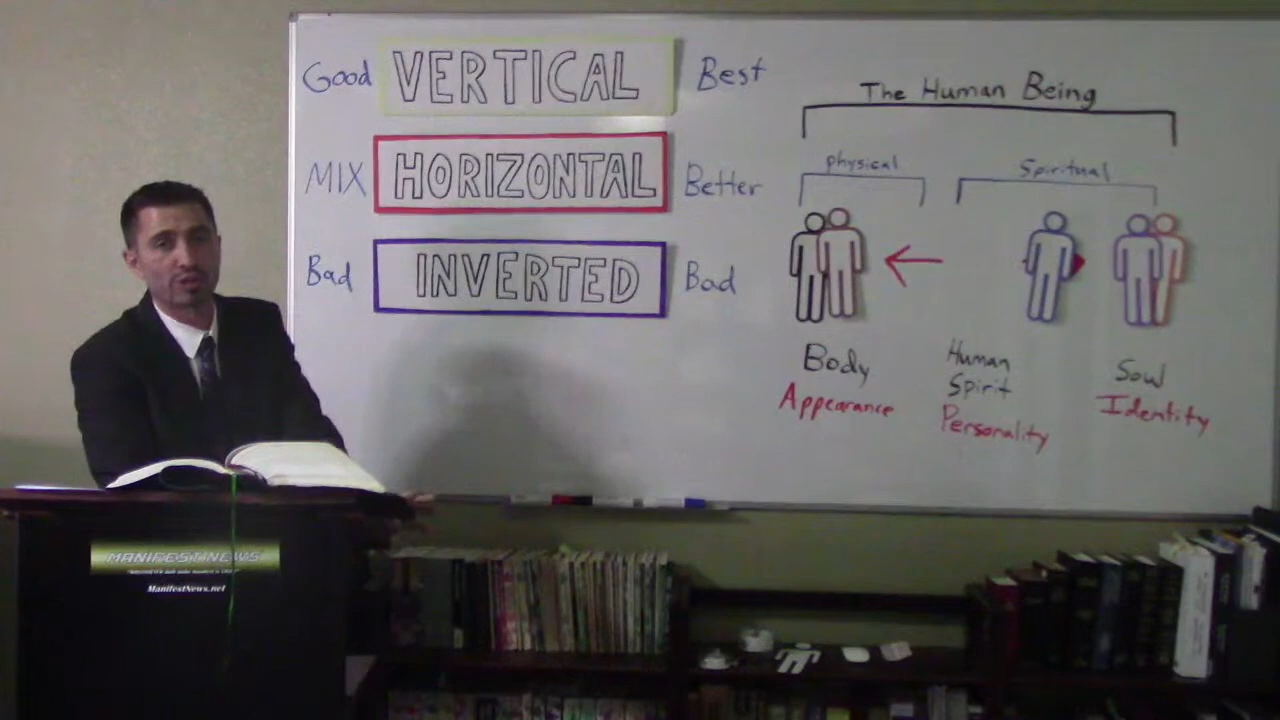 Good VERTICAL Best
MIX HORIZONTAL Better
Bad INVERTED Bad
The Human Being
physical
Spiritual
Body
Appearance
Human
Spirit
Personality
Soul
Identity
MANIFEST NEWS
ManifestNews.net